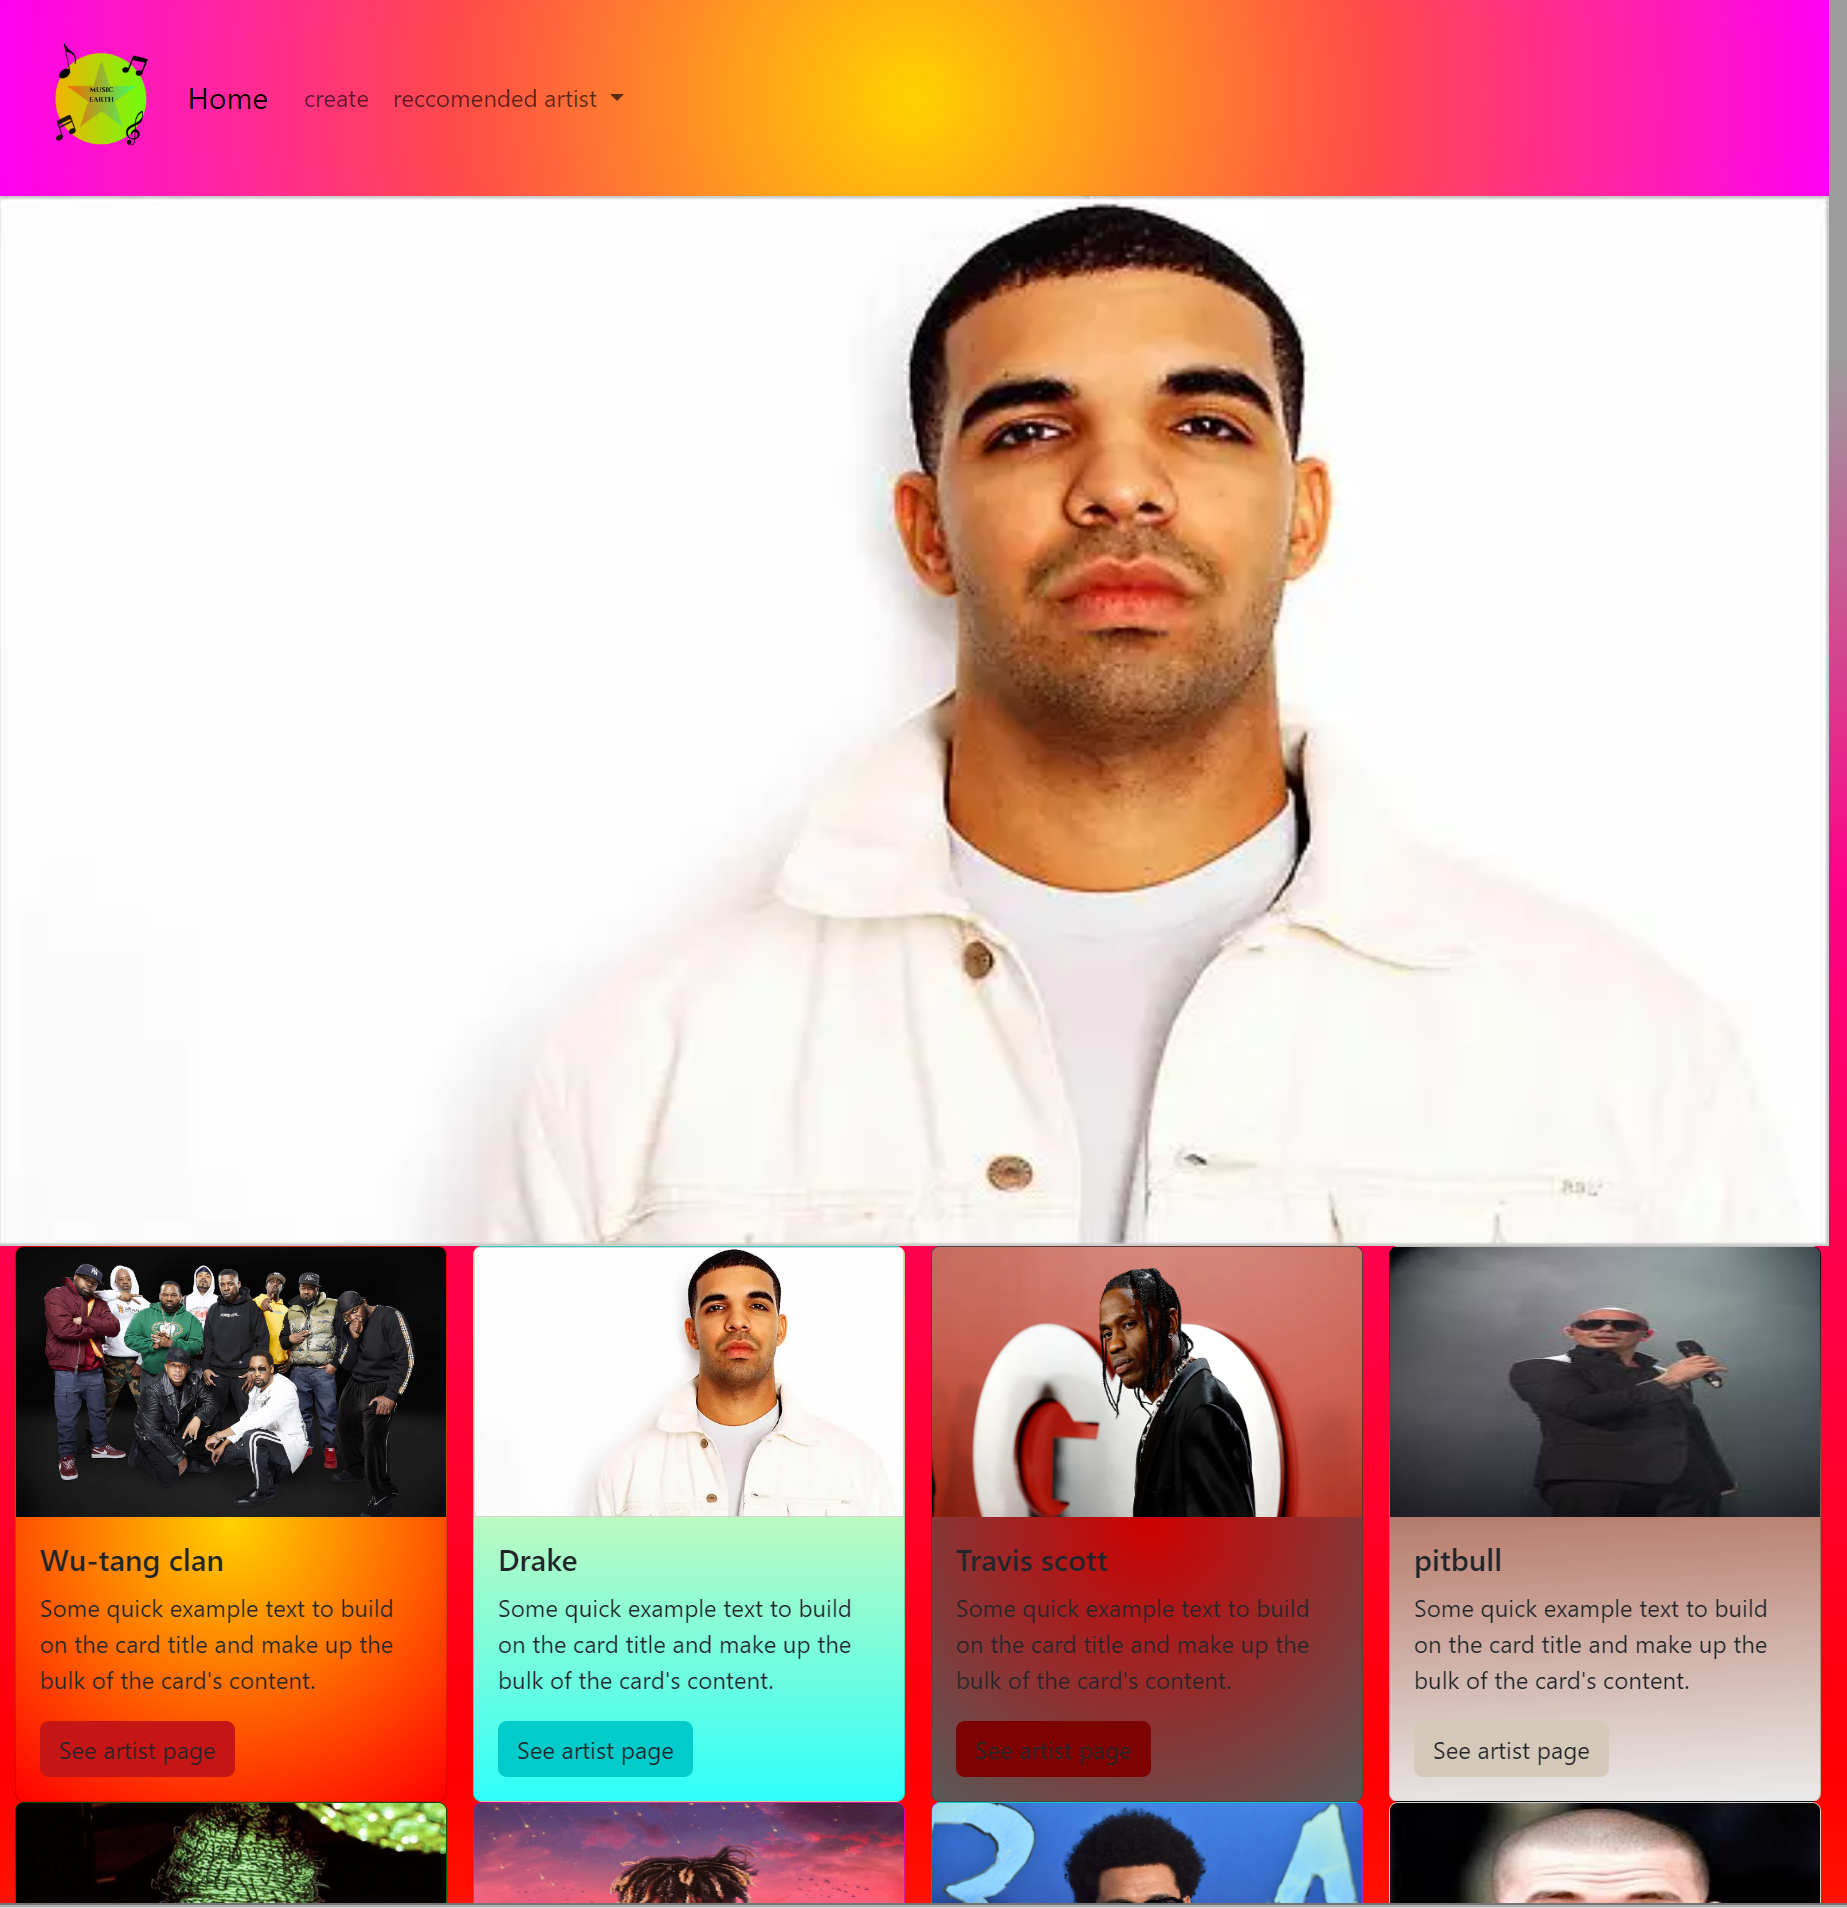 MUSIC
EARTH
Home create reccomended artist
Wu-tang clan
Some quick example text to build
on the card title and make up the
bulk of the card's content.
See artist page
Drake
Some quick example text to build
on the card title and make up the
bulk of the card's content.
See artist page
Travis scott
Some quick example text to build
on the card title and make up the
bulk of the card's content.
See artist page
pitbull
Some quick example text to build
on the card title and make up the
bulk of the card's content.
See artist page